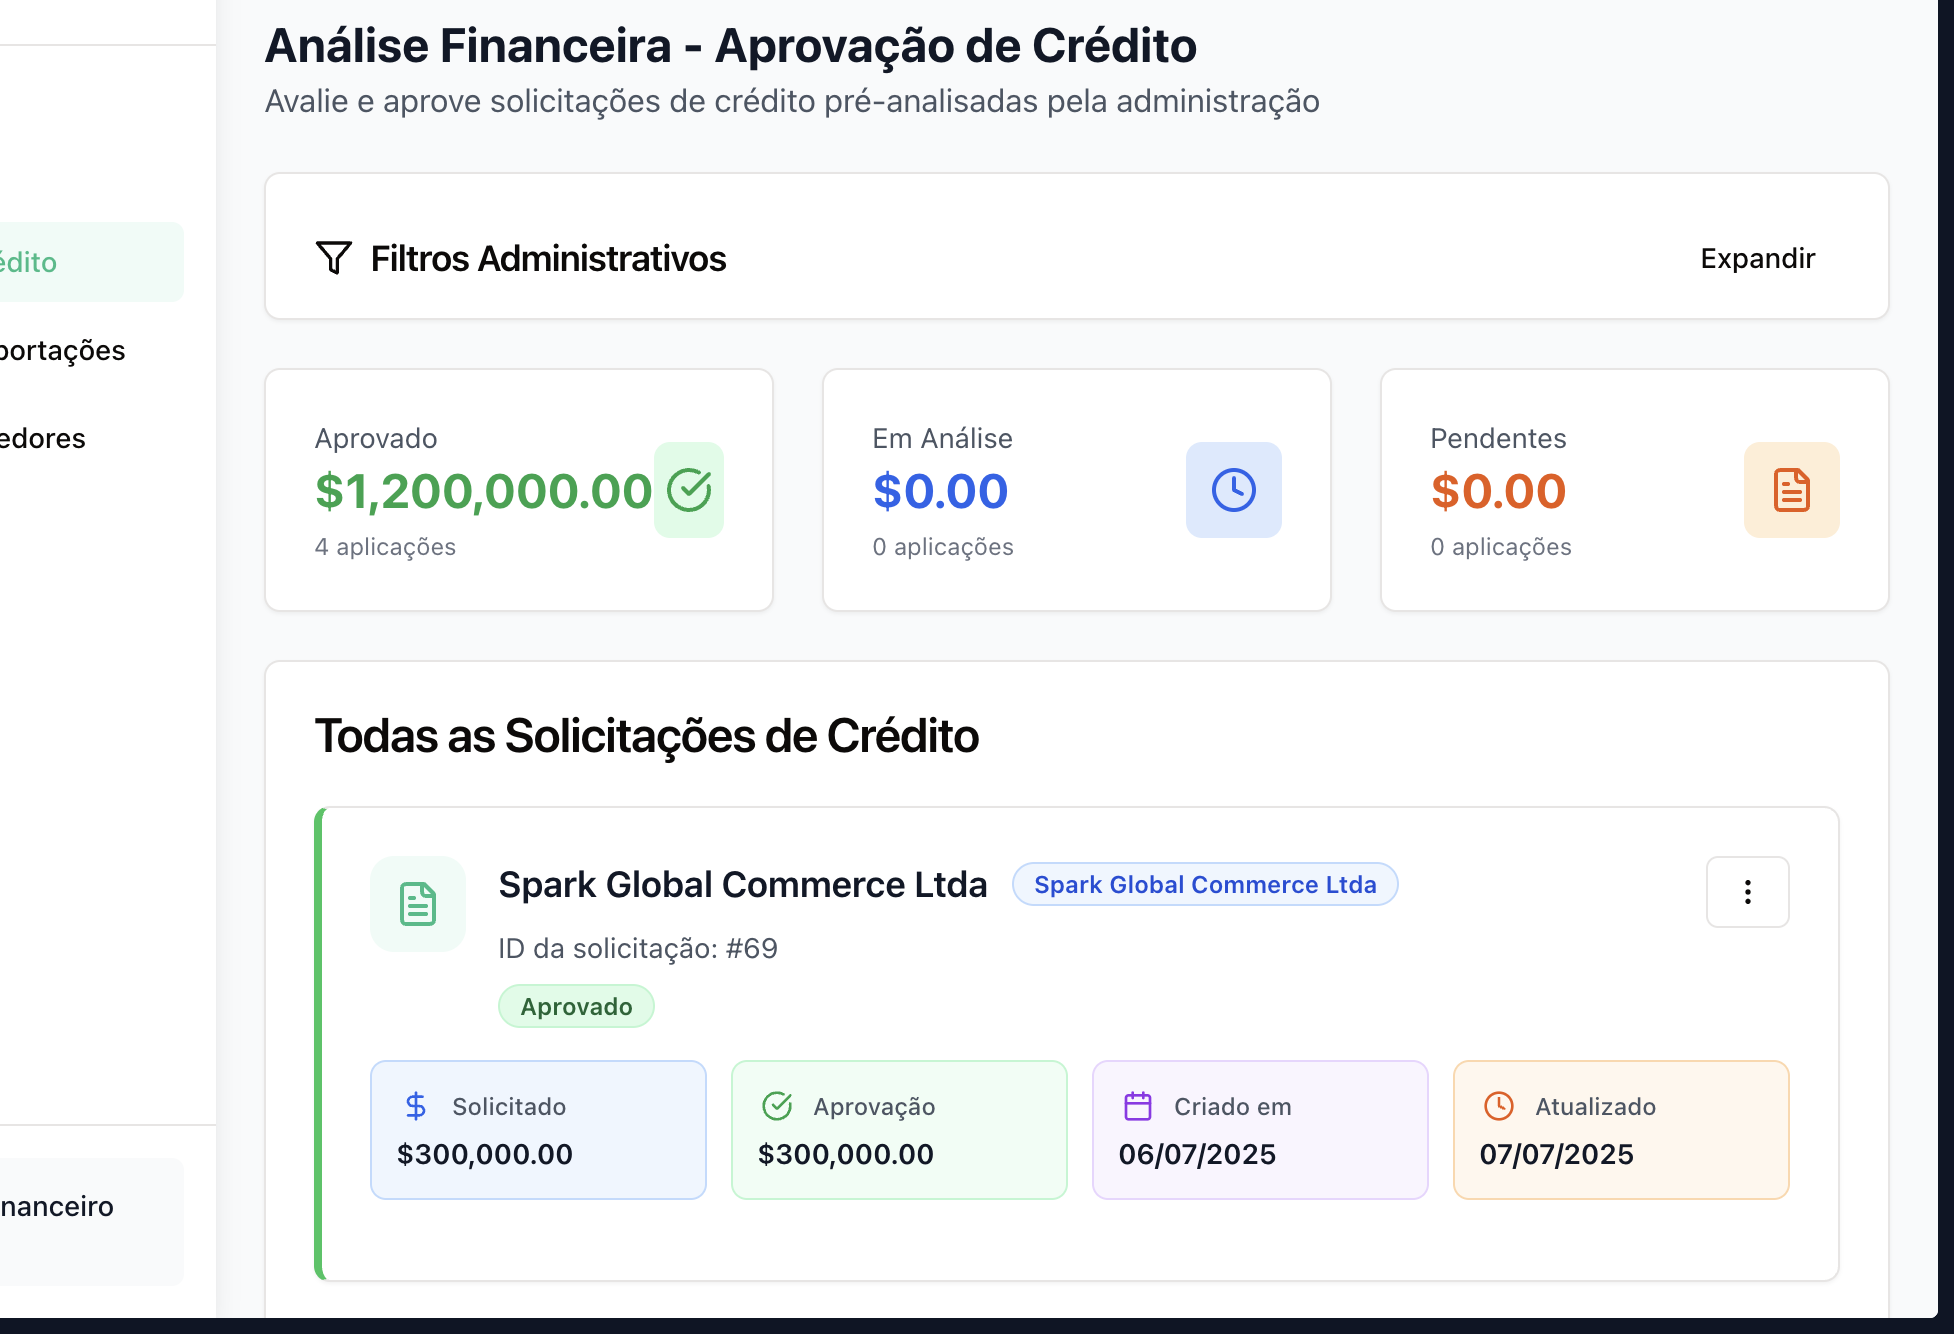 Análise Financeira - Aprovação de Crédito
Avalie e aprove solicitações de crédito pré-analisadas pela administração
édito
portações
edores
nanceiro
Filtros Administrativos
Expandir
Aprovado
$1,200,000.00
4 aplicações
Em Análise
$0.00
0 aplicações
Pendentes
$0.00
0 aplicações
Todas as Solicitações de Crédito
Spark Global Commerce Ltda
Spark Global Commerce Ltda
ID da solicitação: #69
Aprovado
Solicitado
$300,000.00
Aprovação
$300,000.00
Criado em
06/07/2025
Atualizado
07/07/2025